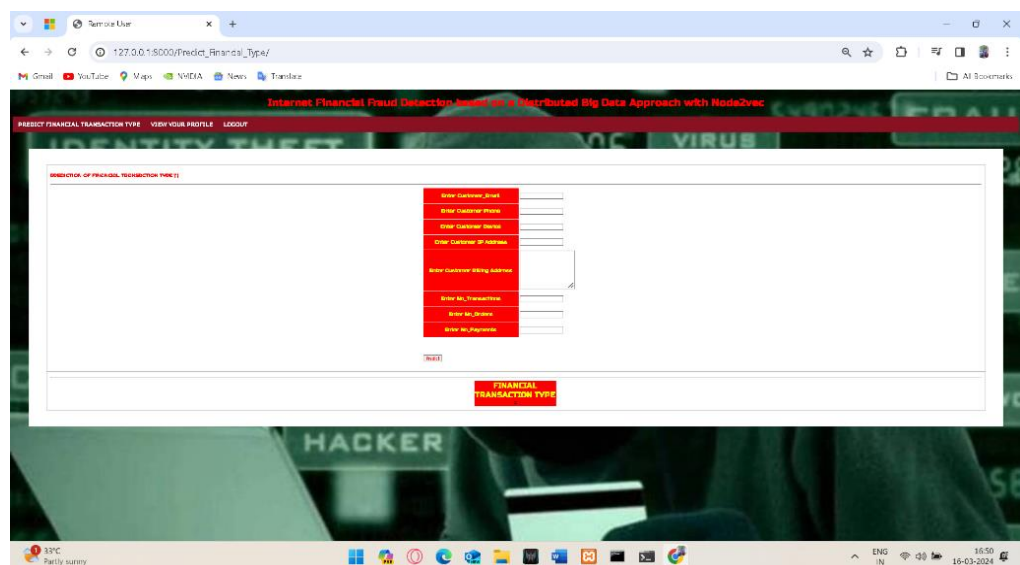 Remote User
127.0.0.1:8000/Predict_Financial_Type/
Gmail YouTube Maps NVIDIA News Translate All Bookmarks
Internet Financial Fraud Detection based on a Distributed Big Data Approach with Node2vec
PREDICT FINANCIAL TRANSACTION TYPE VIEW YOUR PROFILE LOGOUT
IDENTITY THEFT
VIRUS
PREDICTION OF FINANCIAL TRANSACTION TYPE !!!
Enter Customer_Email
Enter Customer Phone
Enter Customer Device
Enter Customer IP Address
Enter Customer Billing Address
Enter No_Transactions
Enter No_Orders
Enter No_Payments
Predict
FINANCIAL
TRANSACTION TYPE
HACKER
33°C
Partly sunny
ENG
IN
16:50
16-03-2024